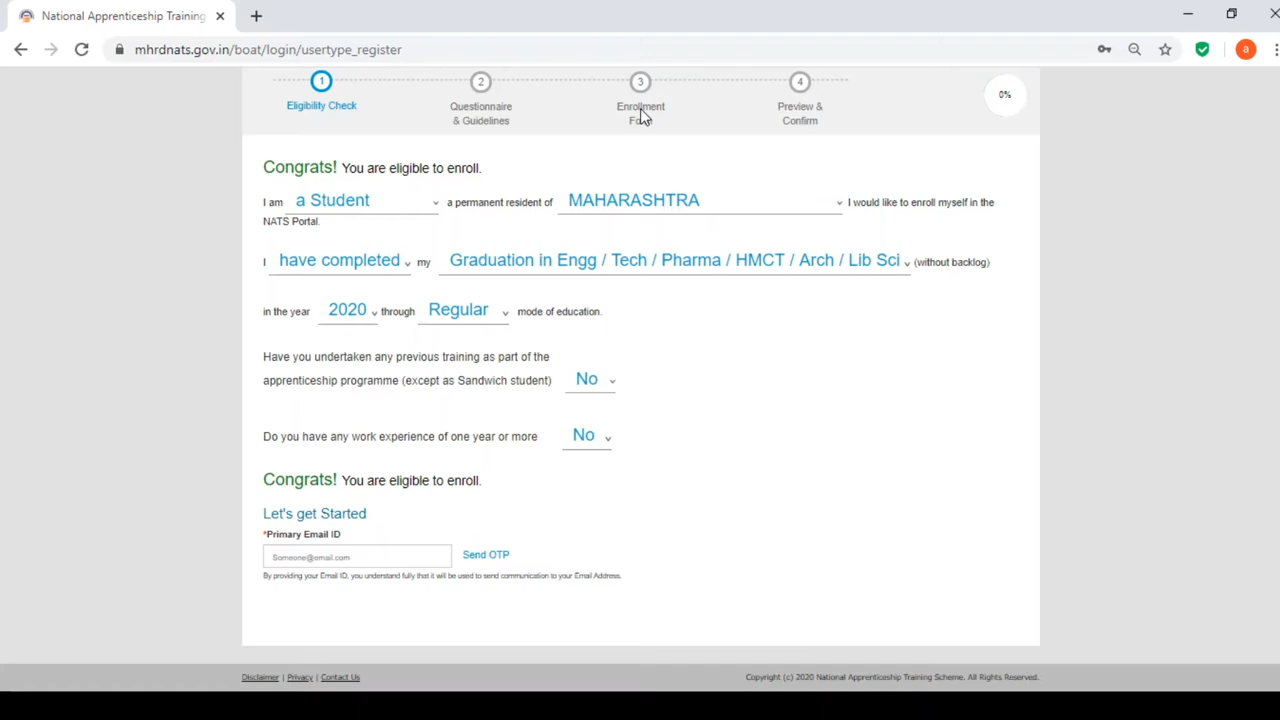 National Apprenticeship Training
mhrdnats.gov.in/boat/login/usertype_register
a
1
2
3
4
0%
Eligibility Check
Questionnaire
& Guidelines
Enrollment
Preview &
Confirm
Congrats! You are eligible to enroll.
I am a Student a permanent resident of MAHARASHTRA I would like to enroll myself in the
NATS Portal.
I have completed my Graduation in Engg / Tech / Pharma / HMCT / Arch / Lib Sci (without backlog)
in the year 2020 through Regular mode of education.
Have you undertaken any previous training as part of the
apprenticeship programme (except as Sandwich student) No
Do you have any work experience of one year or more No
Congrats! You are eligible to enroll.
Let's get Started
*Primary Email ID
Someone@email.com Send OTP
By providing your Email ID, you understand fully that it will be used to send communication to your Email Address.
Disclaimer | Privacy | Contact Us
Copyright (c) 2020 National Apprenticeship Training Scheme. All Rights Reserved.